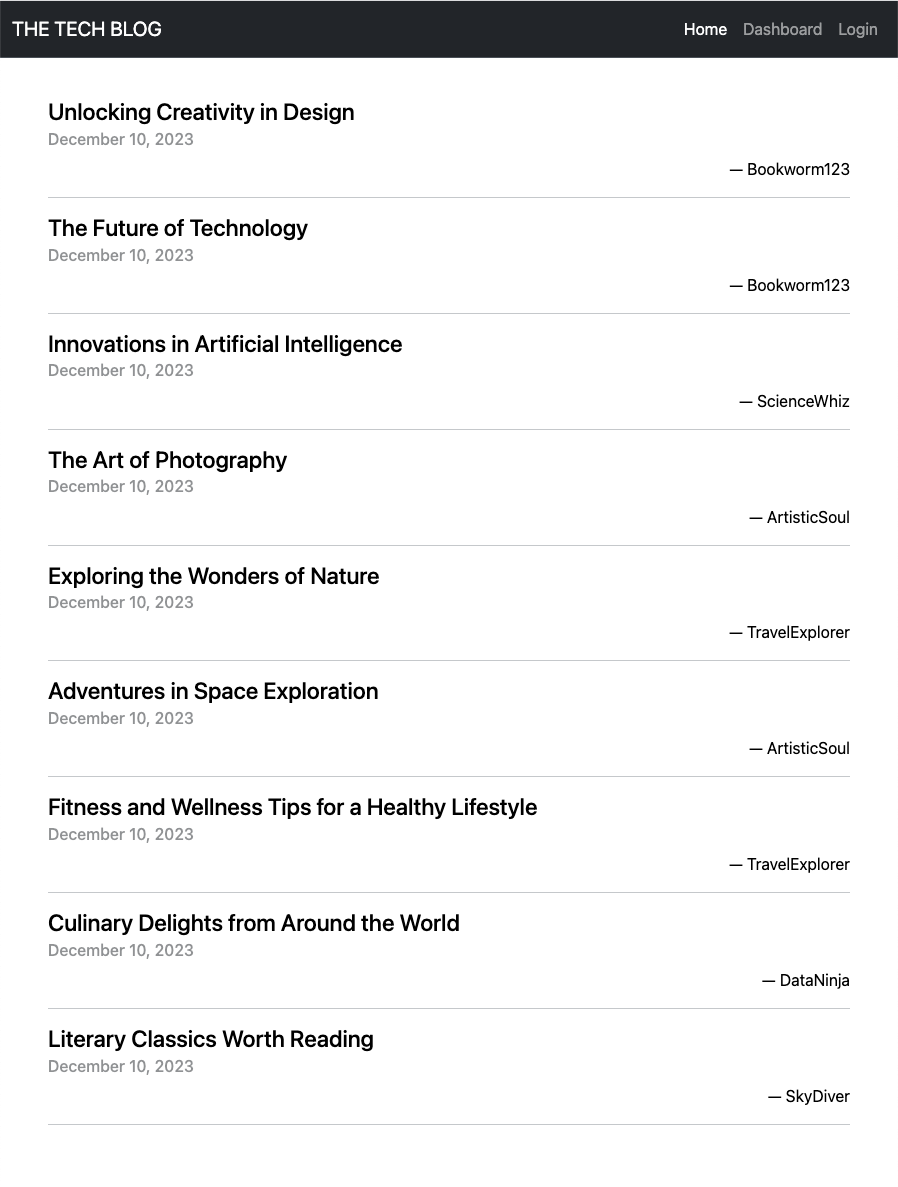 THE TECH BLOG
Home Dashboard Login
Unlocking Creativity in Design
December 10, 2023
— Bookworm123
The Future of Technology
December 10, 2023
— Bookworm123
Innovations in Artificial Intelligence
December 10, 2023
— ScienceWhiz
The Art of Photography
December 10, 2023
— ArtisticSoul
Exploring the Wonders of Nature
December 10, 2023
— TravelExplorer
Adventures in Space Exploration
December 10, 2023
— ArtisticSoul
Fitness and Wellness Tips for a Healthy Lifestyle
December 10, 2023
— TravelExplorer
Culinary Delights from Around the World
December 10, 2023
— DataNinja
Literary Classics Worth Reading
December 10, 2023
— SkyDiver